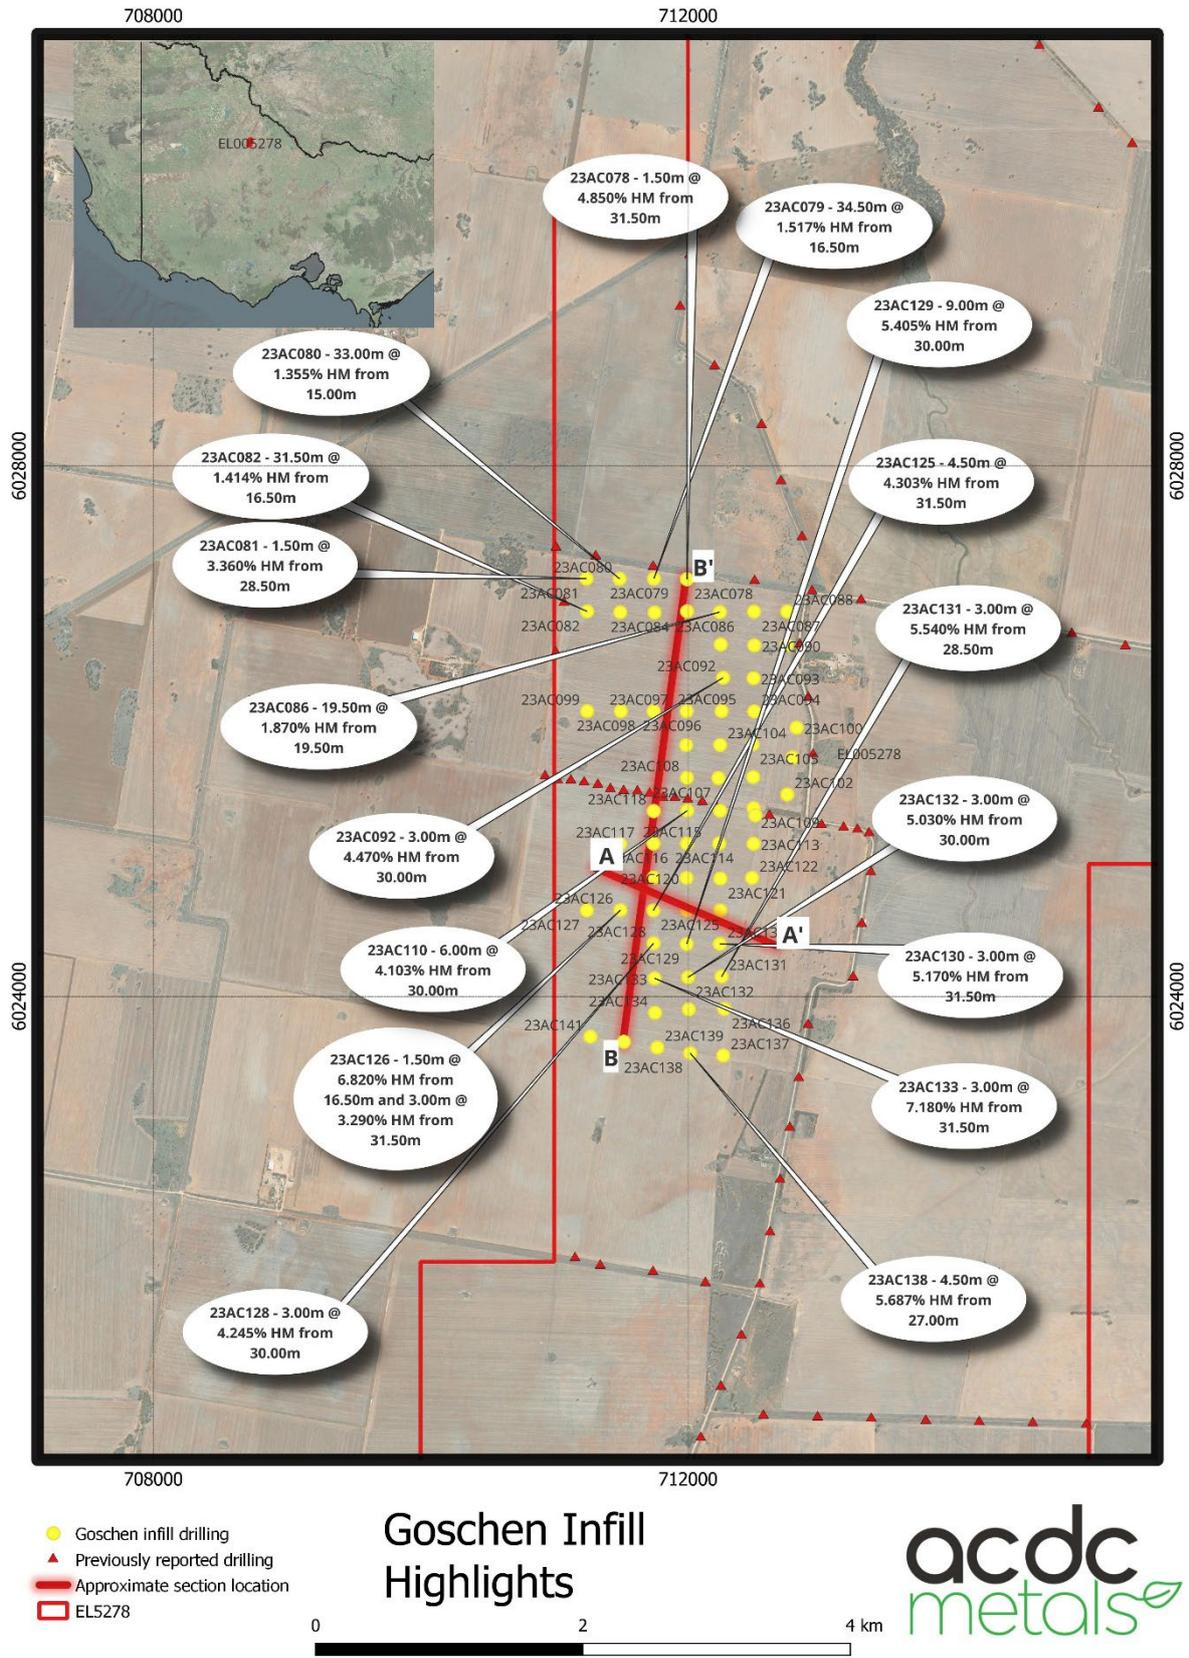 708000
712000
EL005278
23AC078 - 1.50m @
4.850% HM from
31.50m
23AC079 - 34.50m @
1.517% HM from
16.50m
23AC129 - 9.00m @
5.405% HM from
30.00m
23AC080 - 33.00m @
1.355% HM from
15.00m
6028000
6028000
23AC082 - 31.50m @
1.414% HM from
16.50m
23AC125 - 4.50m @
4.303% HM from
31.50m
23AC081 - 1.50m @
3.360% HM from
28.50m
B'
23AC080
23AC081
23AC079
23AC078
23AC088
23AC082
23AC084
23AC086
23AC087
23AC131 - 3.00m @
5.540% HM from
28.50m
23AC090
23AC092
23AC093
23AC099
23AC097
23AC095
23AC094
23AC086 - 19.50m @
1.870% HM from
19.50m
23AC098
23AC096
23AC104
23AC100
EL005278
23AC105
23AC108
23AC102
23AC107
23AC118
23AC132 - 3.00m @
5.030% HM from
30.00m
23AC109
23AC092 - 3.00m @
4.470% HM from
30.00m
23AC117
23AC115
23AC113
A
23AC114
23AC122
23AC120
23AC121
23AC126
23AC127
23AC128
23AC125
A'
23AC110 - 6.00m @
4.103% HM from
30.00m
23AC129
23AC131
23AC130 - 3.00m @
5.170% HM from
31.50m
23AC133
23AC132
23AC134
6024000
6024000
23AC141
23AC136
23AC139
23AC137
B
23AC138
23AC126 - 1.50m @
6.820% HM from
16.50m and 3.00m @
3.290% HM from
31.50m
23AC133 - 3.00m @
7.180% HM from
31.50m
23AC128 - 3.00m @
4.245% HM from
30.00m
23AC138 - 4.50m @
5.687% HM from
27.00m
708000
712000
Goschen infill drilling
Previously reported drilling
Approximate section location
EL5278
Goschen Infill
Highlights
0
2
4 km
acdc
metals